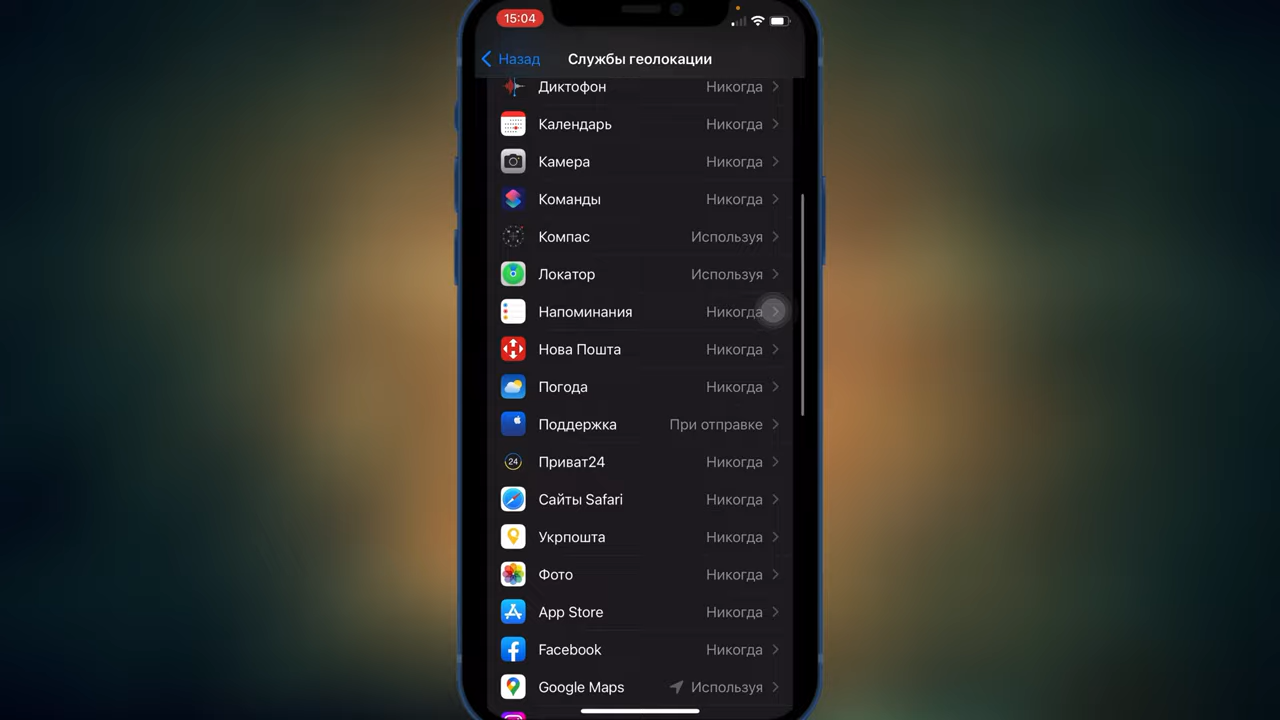 15:04
Назад Службы геолокации
Диктофон Никогда
Календарь Никогда
Камера Никогда
Команды Никогда
Компас Используя
Локатор Используя
Напоминания Никогда
Нова Пошта Никогда
Погода Никогда
Поддержка При отправке
24 Приват24 Никогда
Сайты Safari Никогда
Укрпошта Никогда
Фото Никогда
App Store Никогда
Facebook Никогда
Google Maps Используя